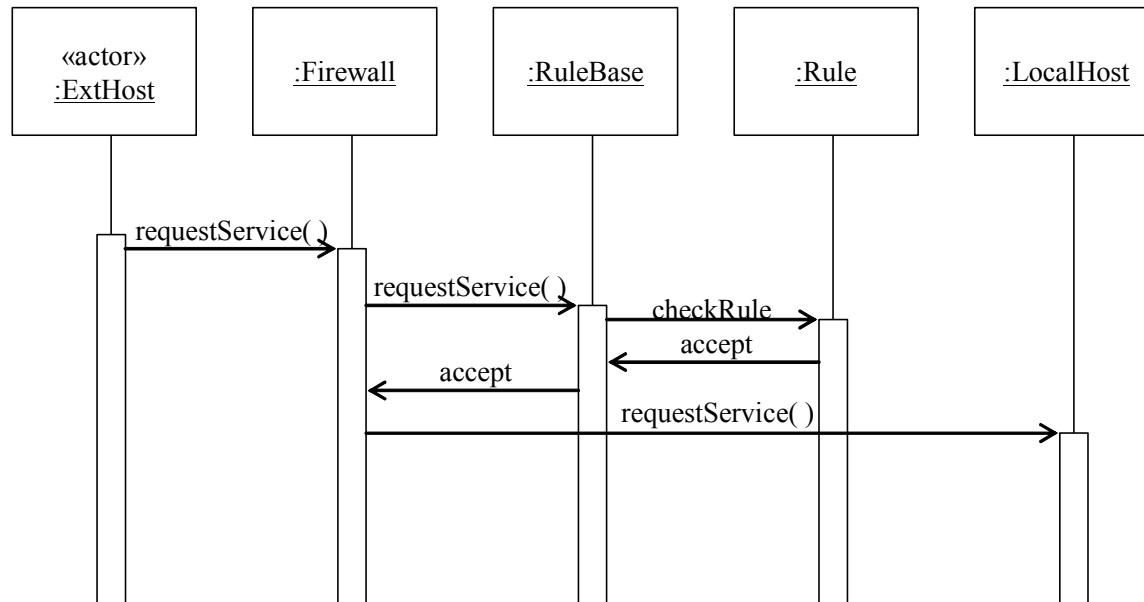 «actor»
:ExtHost
:Firewall
:RuleBase
:Rule
:LocalHost
requestService( )
requestService( )
checkRule
accept
accept
requestService( )